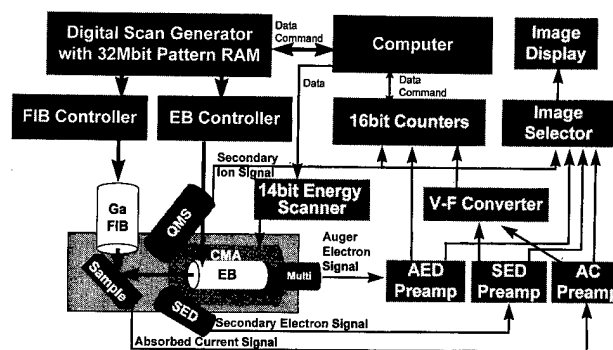 Digital Scan Generator
with 32Mbit Pattern RAM
Data
Command
Computer
Image
Display
Data
Data
Command
FIB Controller
EB Controller
16bit Counters
Image
Selector
Secondary
Ion Signal
14bit Energy
Scanner
V-F Converter
Ga
FIB
QMS
CMA
EB
Multi
Auger
Electron
Signal
AED
Preamp
SED
Preamp
AC
Preamp
Sample
SED
Secondary Electron Signal
Absorbed Current Signal